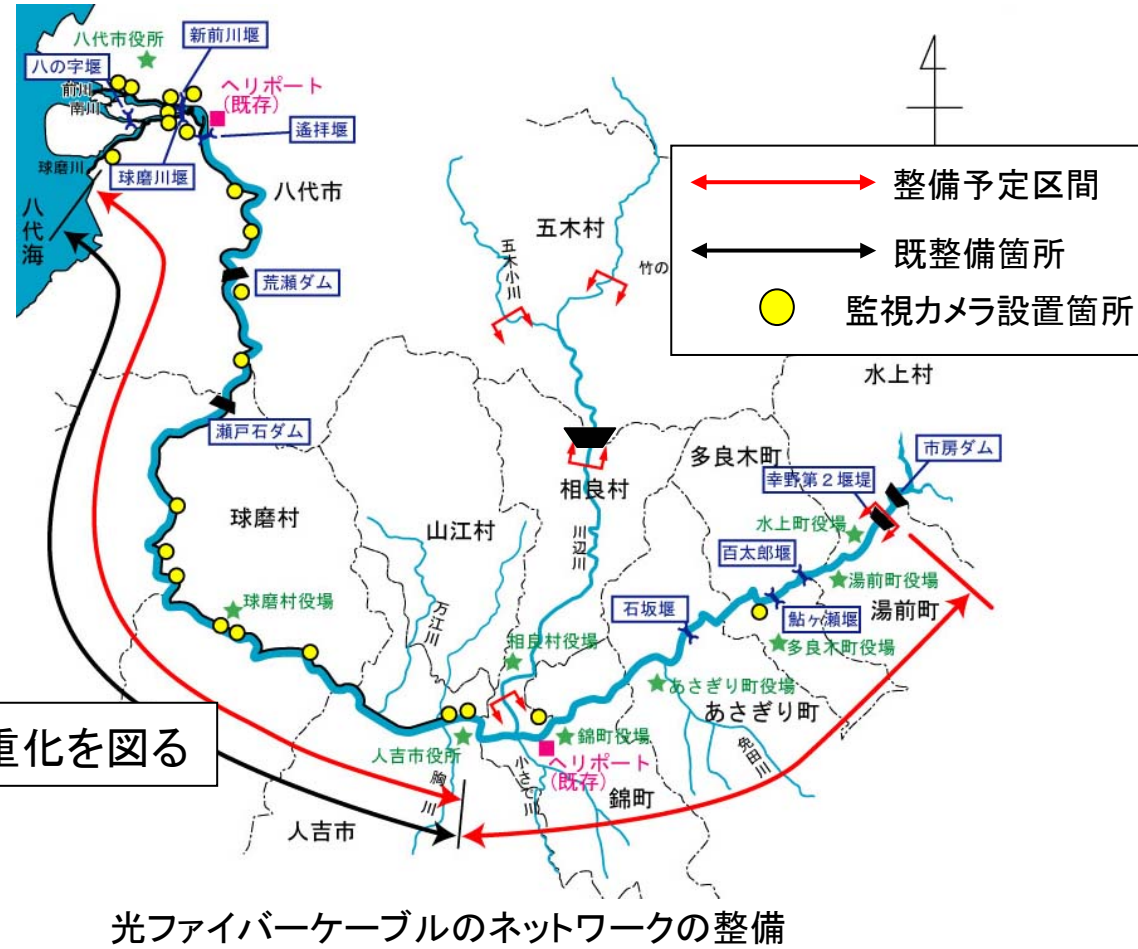 八代市役所
新前川堰
八の字堰
前川
南川
ヘリポート
(既存)
遙拝堰
球磨川
球磨川堰
八代市
八代海
荒瀬ダム
瀬戸石ダム
五木村
五木小川
竹の
整備予定区間
既整備箇所
監視カメラ設置箇所
水上村
市房ダム
多良木町
幸野第2堰堤
相良村
水上町役場
川辺川
百太郎堰
湯前町役場
湯前町
鮎ヶ瀬堰
石坂堰
多良木町役場
球磨村
山江村
球磨村役場
万江川
相良村役場
あさぎり町役場
あさぎり町
免田川
重化を図る
人吉市役所
錦町役場
ヘリポート
(既存)
胸川
小さで川
錦町
人吉市
光ファイバーケーブルのネットワークの整備